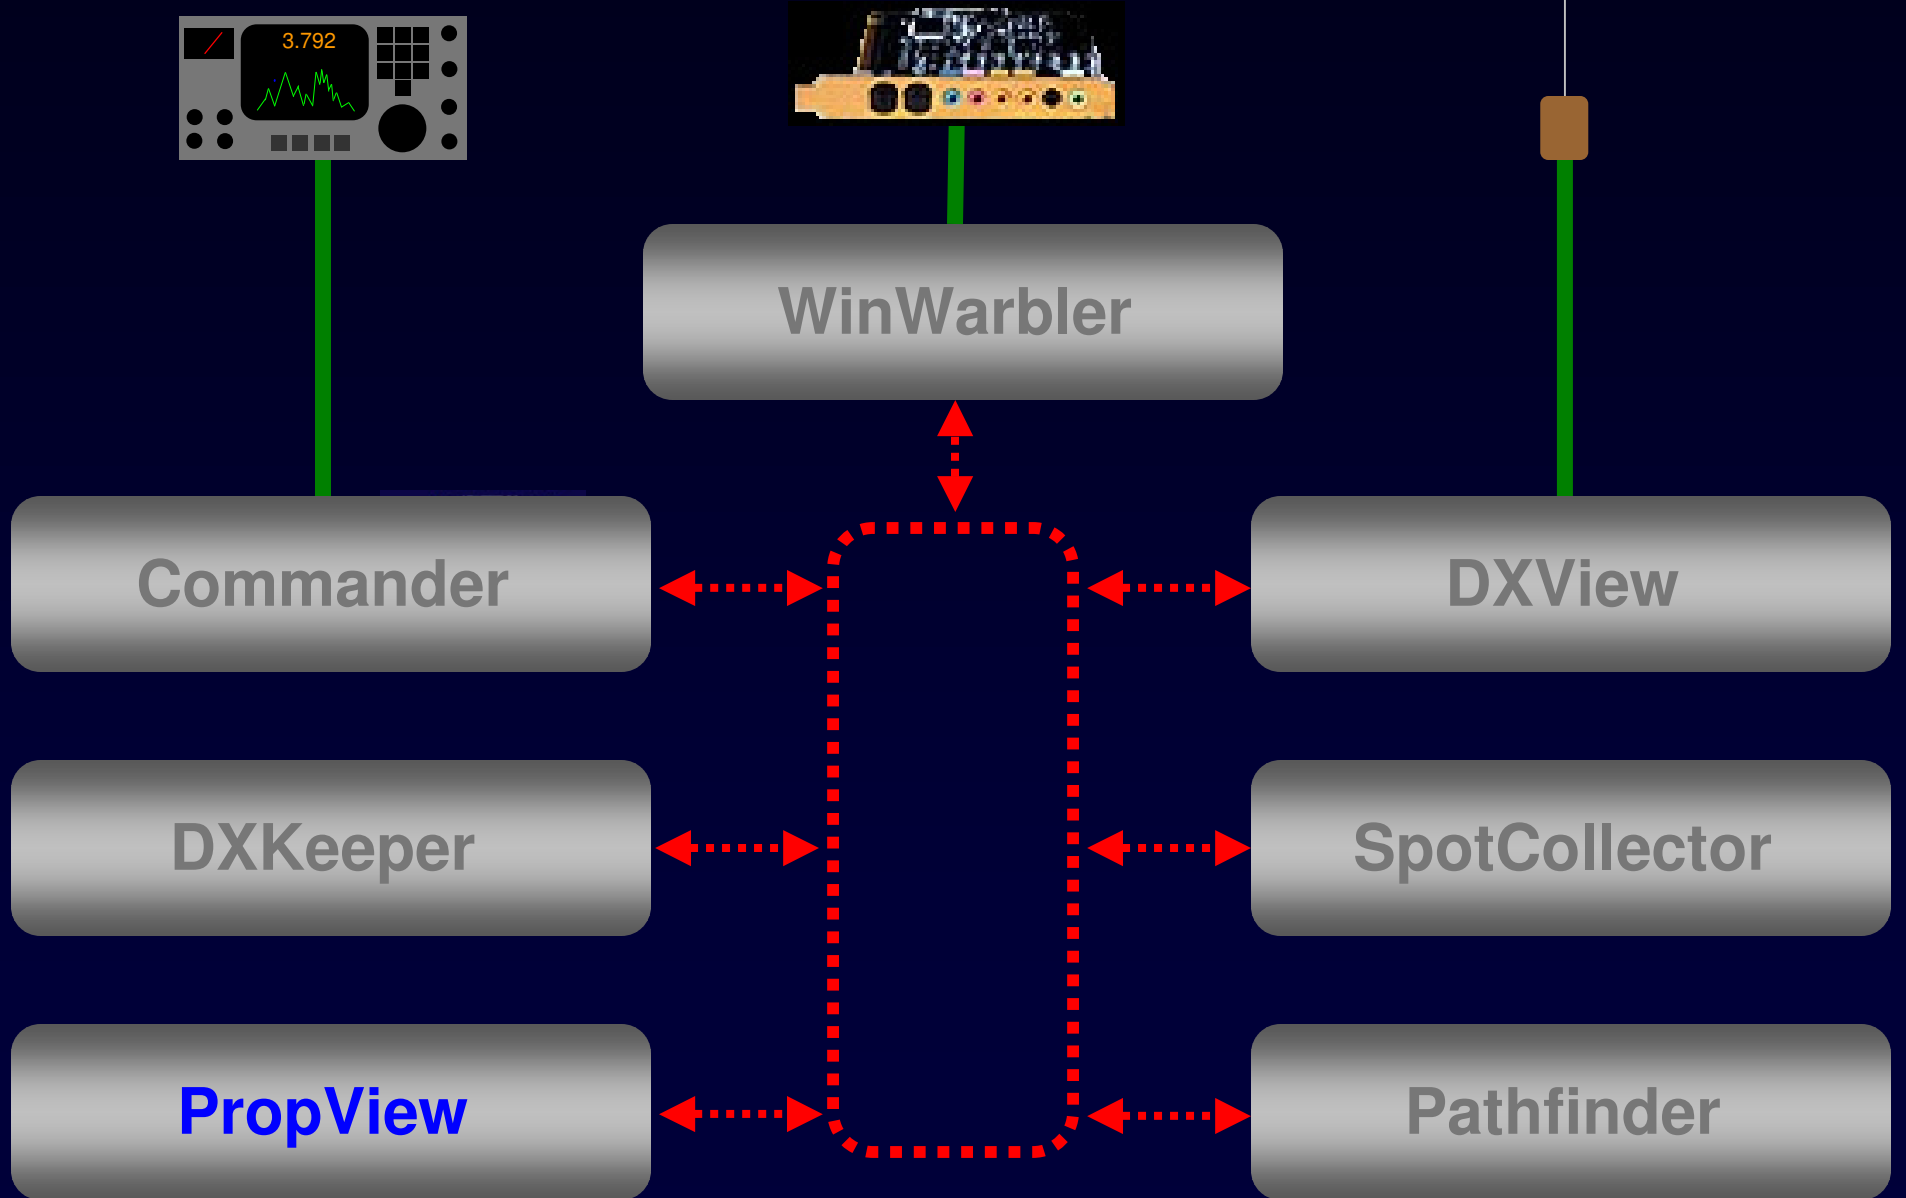 3.792
WinWarbler
Commander
DXView
DXKeeper
SpotCollector
PropView
Pathfinder